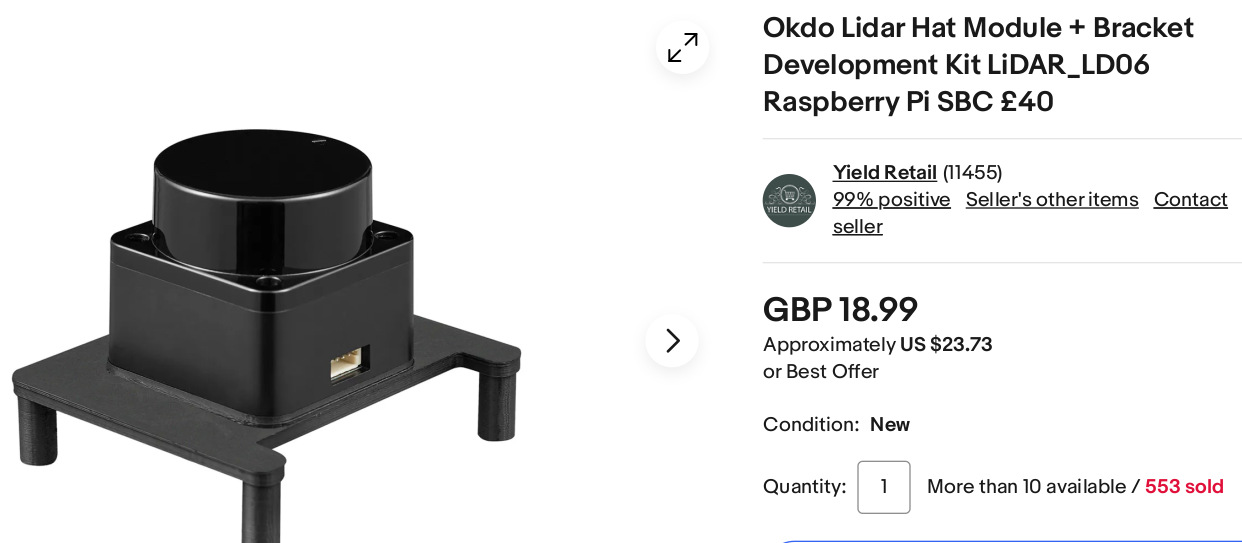 Okdo Lidar Hat Module + Bracket
Development Kit LiDAR_LD06
Raspberry Pi SBC £40
YIELD RETAIL
Yield Retail (11455)
99% positive Seller's other items Contact
seller
GBP 18.99
Approximately US $23.73
or Best Offer
Condition: New
Quantity: 1 More than 10 available / 553 sold